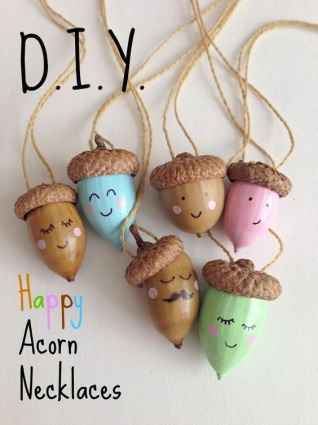 D.I.Y.
Happy
Acorn
Necklaces